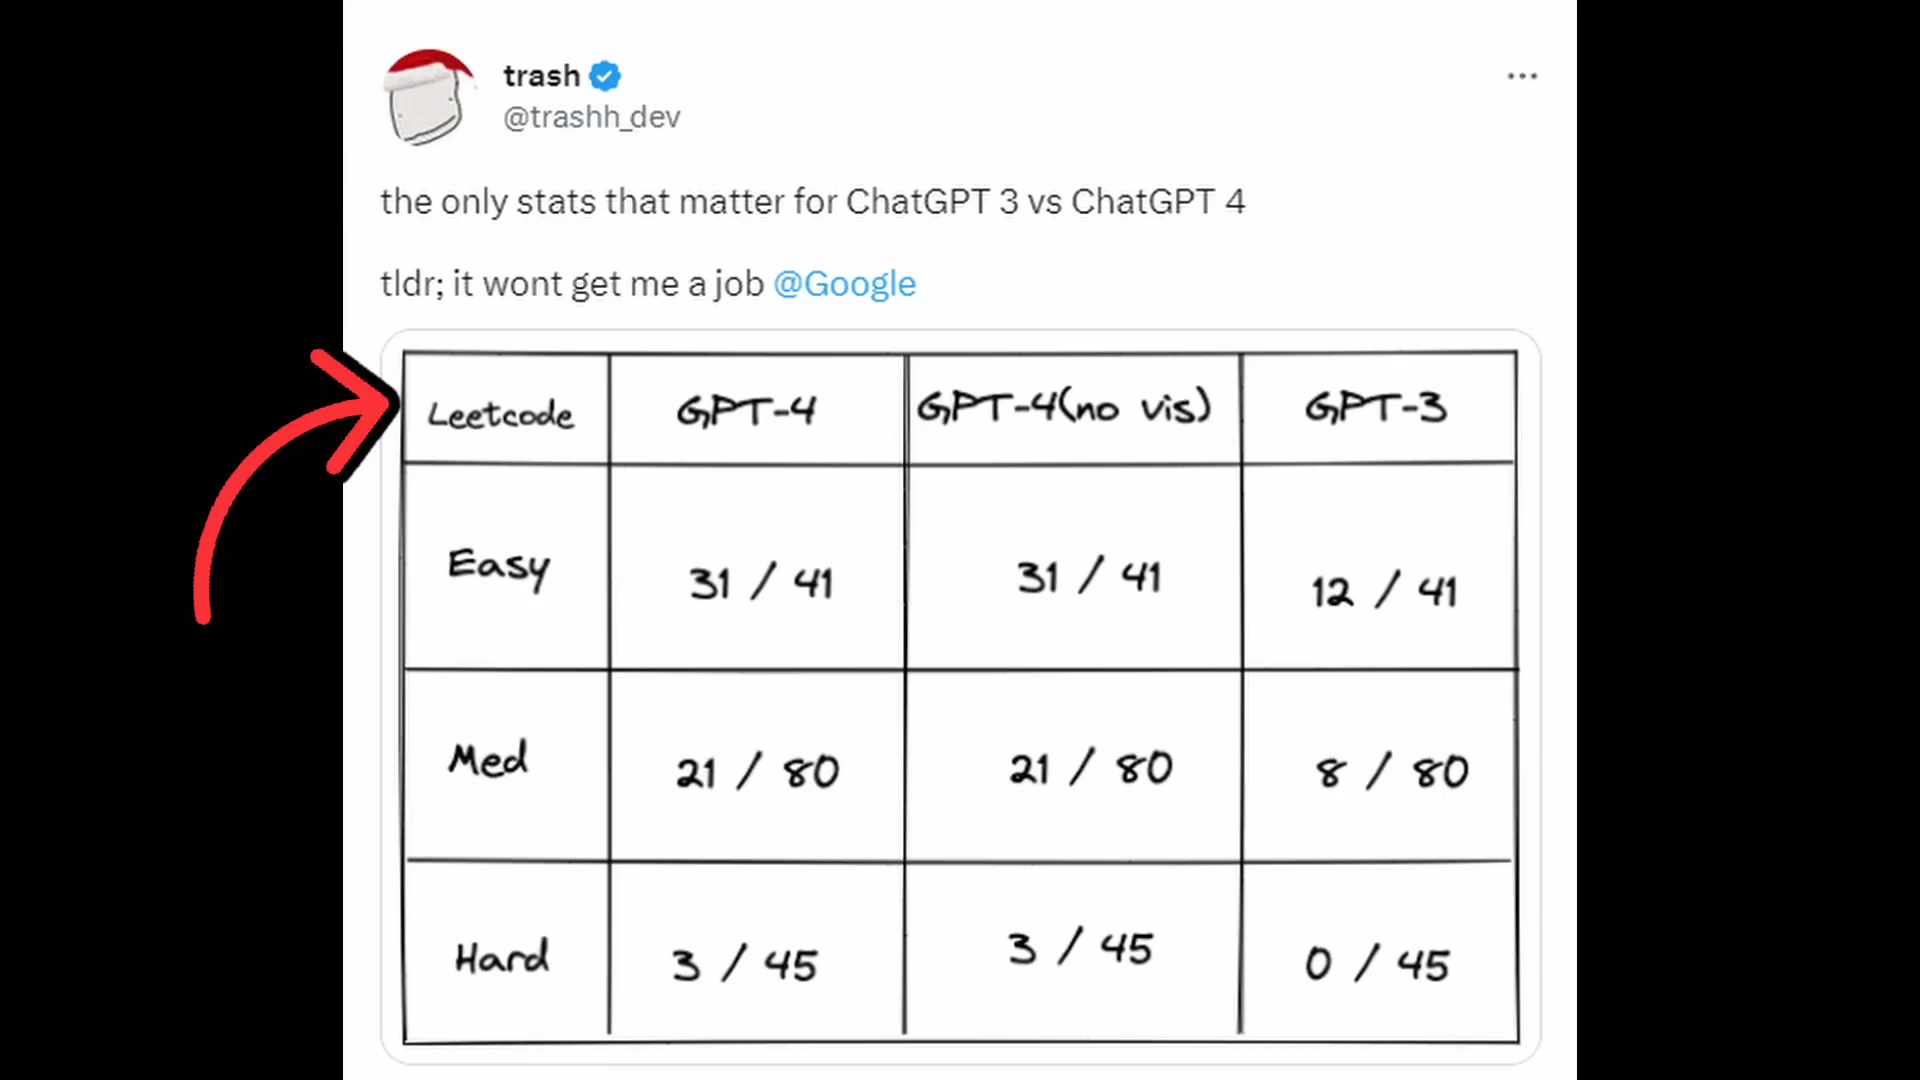 trash
@trashh_dev
the only stats that matter for ChatGPT 3 vs ChatGPT 4
tldr; it wont get me a job @Google
Leetcode GPT-4 GPT-4(no vis) GPT-3
Easy 31 / 41 31 / 41 12 / 41
Med 21 / 80 21 / 80 8 / 80
Hard 3 / 45 3 / 45 0 / 45